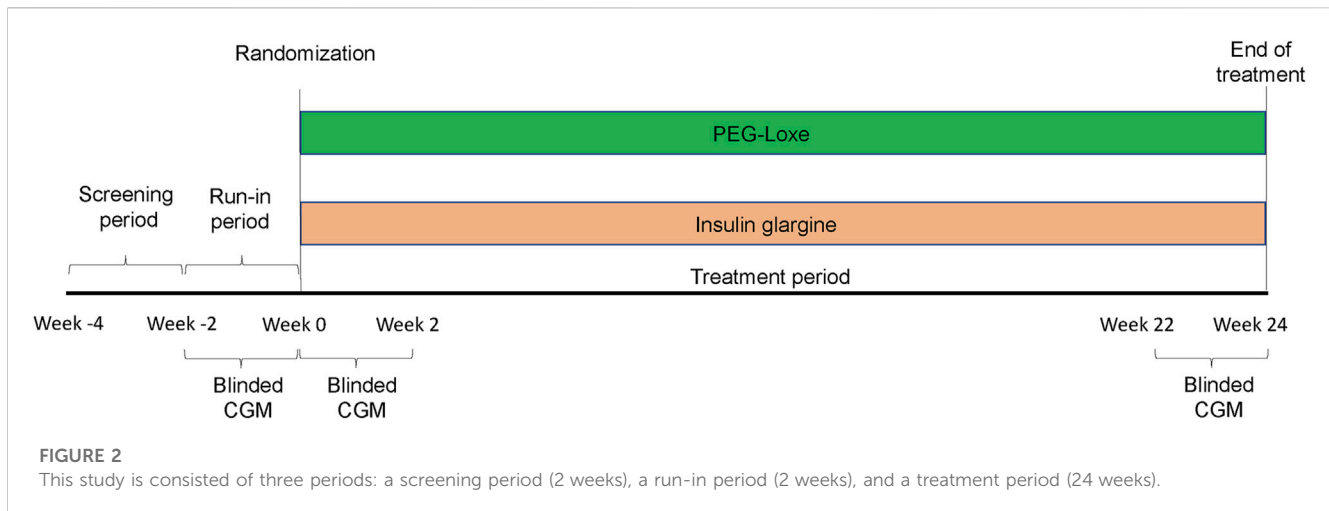 Randomization
End of
treatment
PEG-Loxe
Screening
period
Run-in
period
Insulin glargine
Treatment period
Week -4
Week -2
Week 0
Week 2
Week 22
Week 24
Blinded
CGM
Blinded
CGM
Blinded
CGM
FIGURE 2
This study is consisted of three periods: a screening period (2 weeks), a run-in period (2 weeks), and a treatment period (24 weeks).